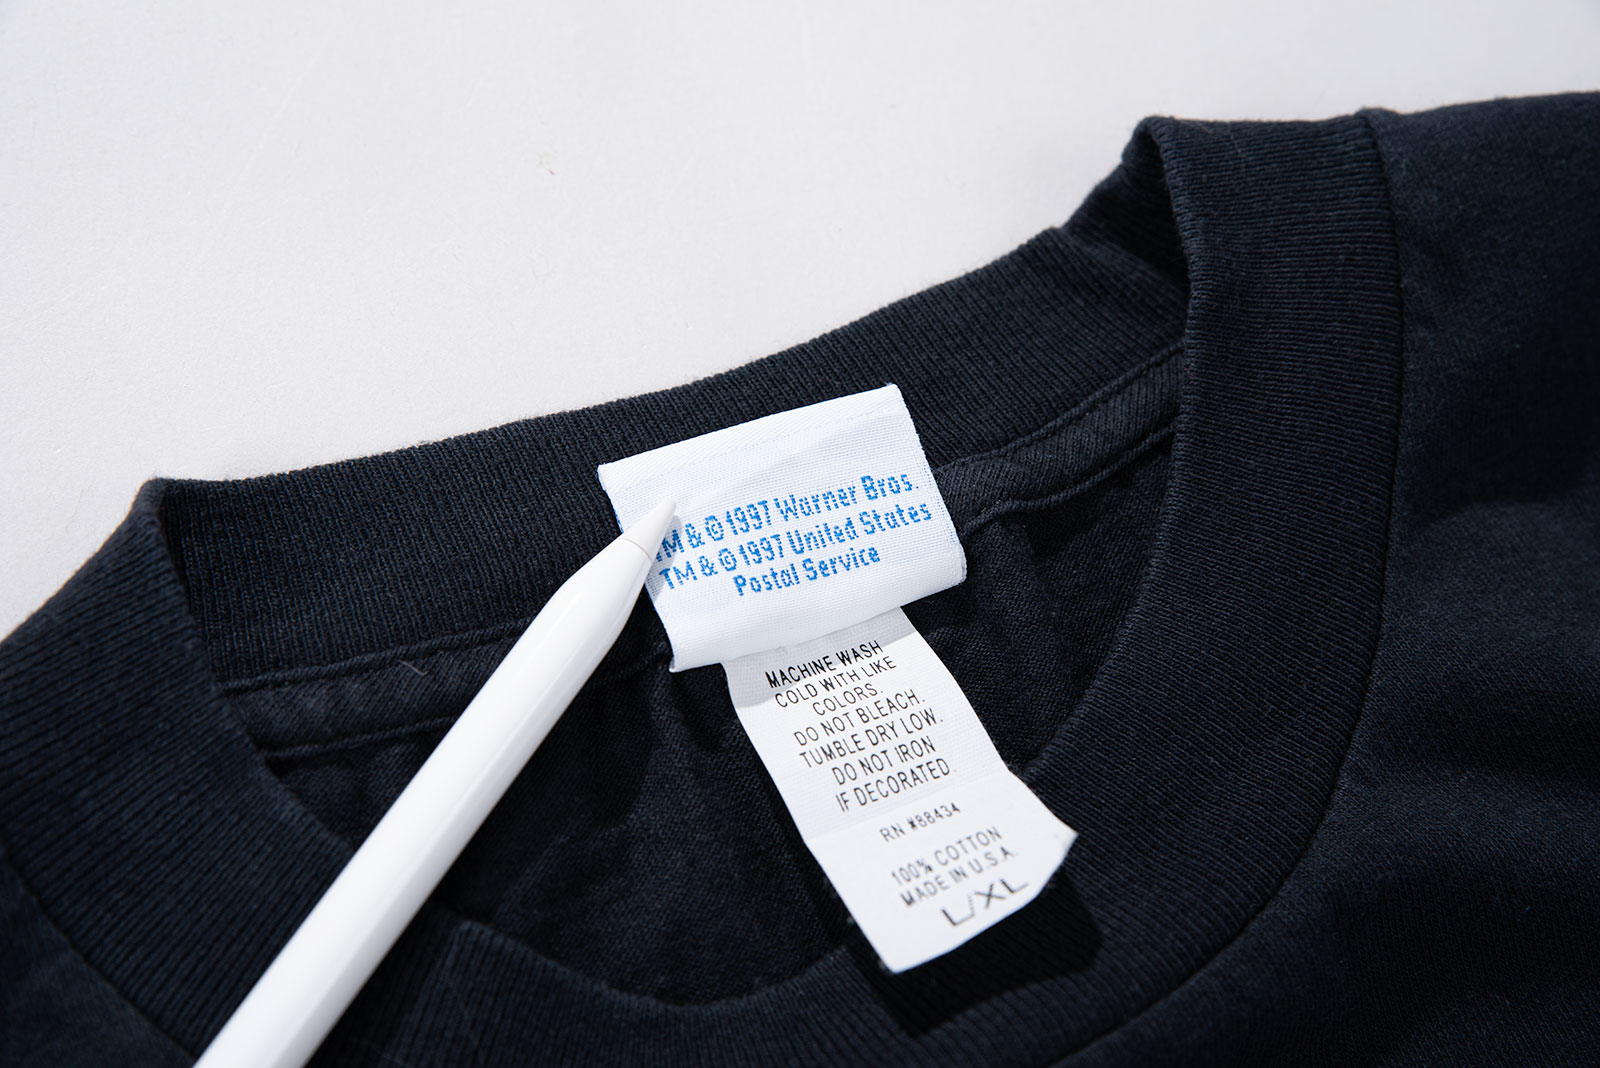 TM & © 1997 Warner Bros.
TM & © 1997 United States
Postal Service
MACHINE WASH
COLD WITH LIKE
COLORS.
DO NOT BLEACH.
TUMBLE DRY LOW.
DO NOT IRON
IF DECORATED.
RN #88434
100% COTTON
MADE IN U.S.A.
L/XL